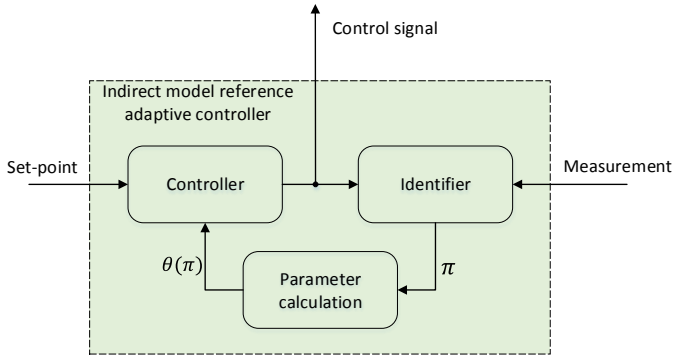 Control signal
Indirect model reference
adaptive controller
Set-point
Controller
Identifier
Measurement
θ(π)
Parameter
calculation
π